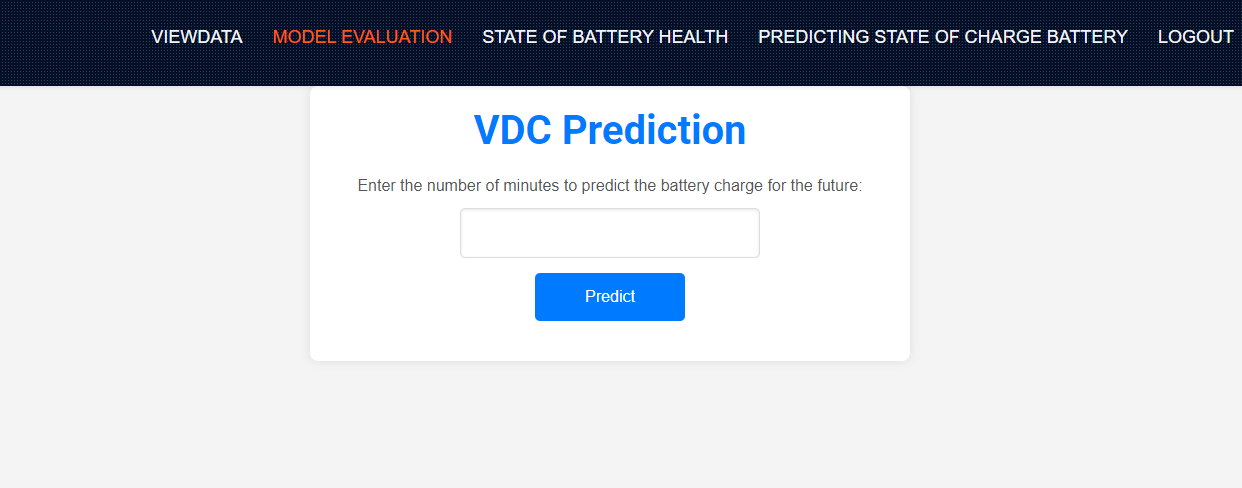 VIEWDATA MODEL EVALUATION STATE OF BATTERY HEALTH PREDICTING STATE OF CHARGE BATTERY LOGOUT
VDC Prediction
Enter the number of minutes to predict the battery charge for the future:
Predict